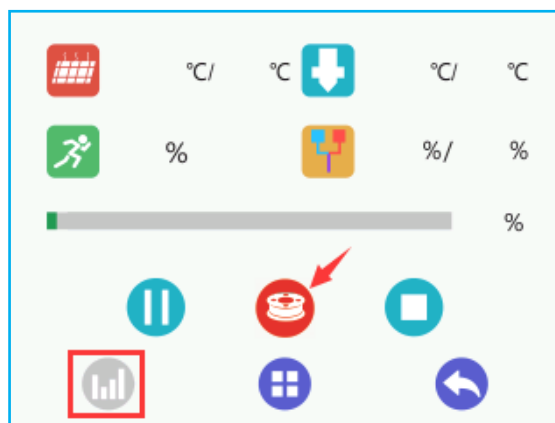 ℃/ ℃ ℃/ ℃
% %/ %
%